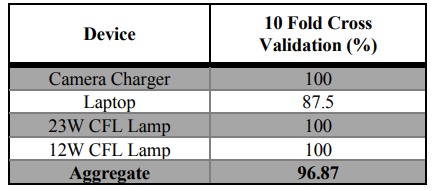 Device 10 Fold Cross
Validation (%)
Camera Charger 100
Laptop 87.5
23W CFL Lamp 100
12W CFL Lamp 100
Aggregate 96.87